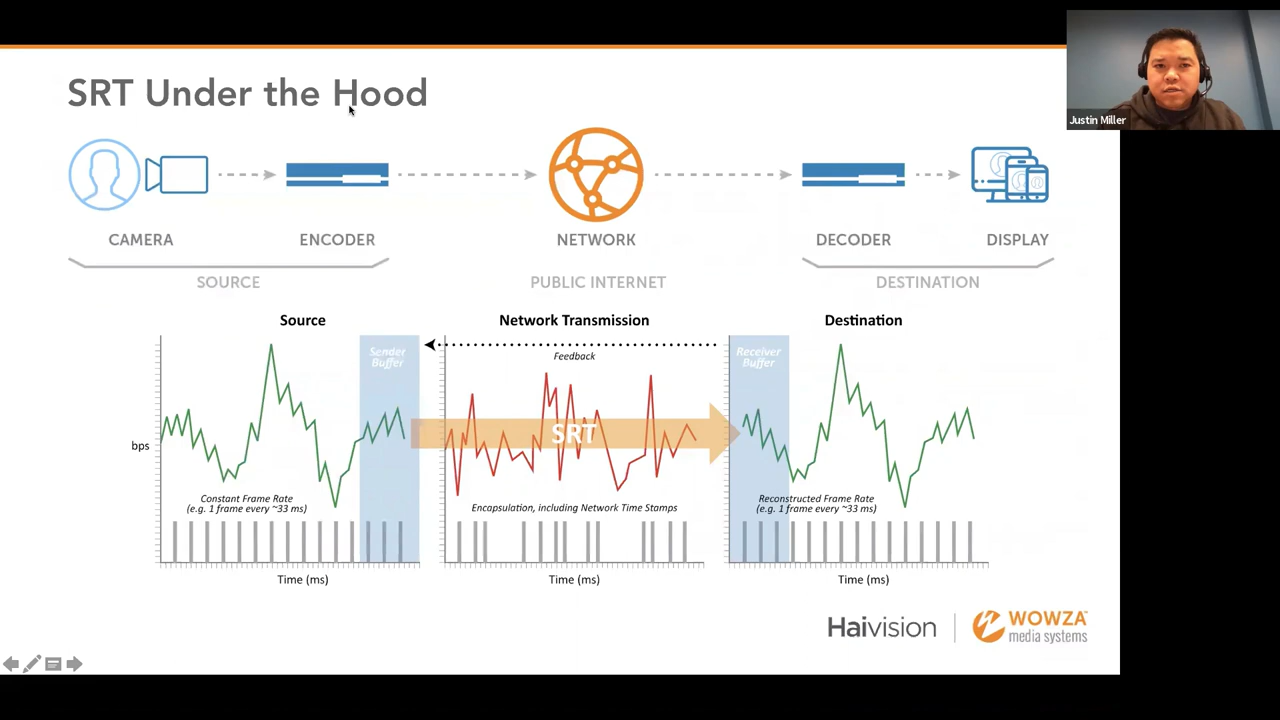 SRT Under the Hood
Justin Miller
CAMERA
ENCODER
NETWORK
DECODER
DISPLAY
SOURCE
PUBLIC INTERNET
DESTINATION
Source
Network Transmission
Destination
Sender
Buffer
Feedback
Receiver
Buffer
bps
SRT
Constant Frame Rate
(e.g. 1 frame every ~33 ms)
Encapsulation, including Network Time Stamps
Reconstructed Frame Rate
(e.g. 1 frame every ~33 ms)
Time (ms)
Time (ms)
Time (ms)
Haivision
WOWZA
media systems